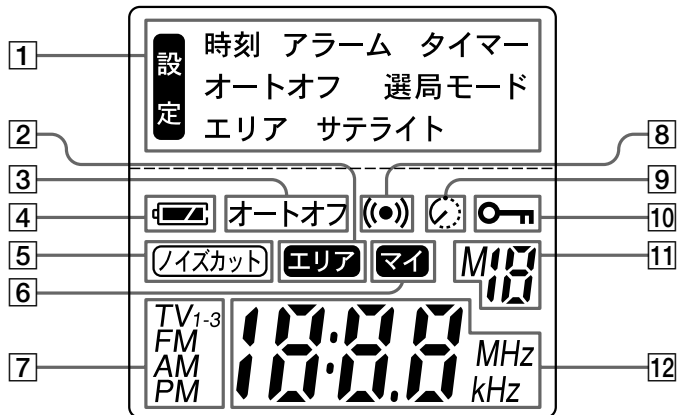 1
設定
時刻 アラーム タイマー
オートオフ 選局モード
エリア サテライト
2
3
4
オートオフ
8
9
10
5
ノイズカット エリア マイ
M18
11
6
7
TV1-3
FM
AM
PM
18:8.8
MHz
kHz
12